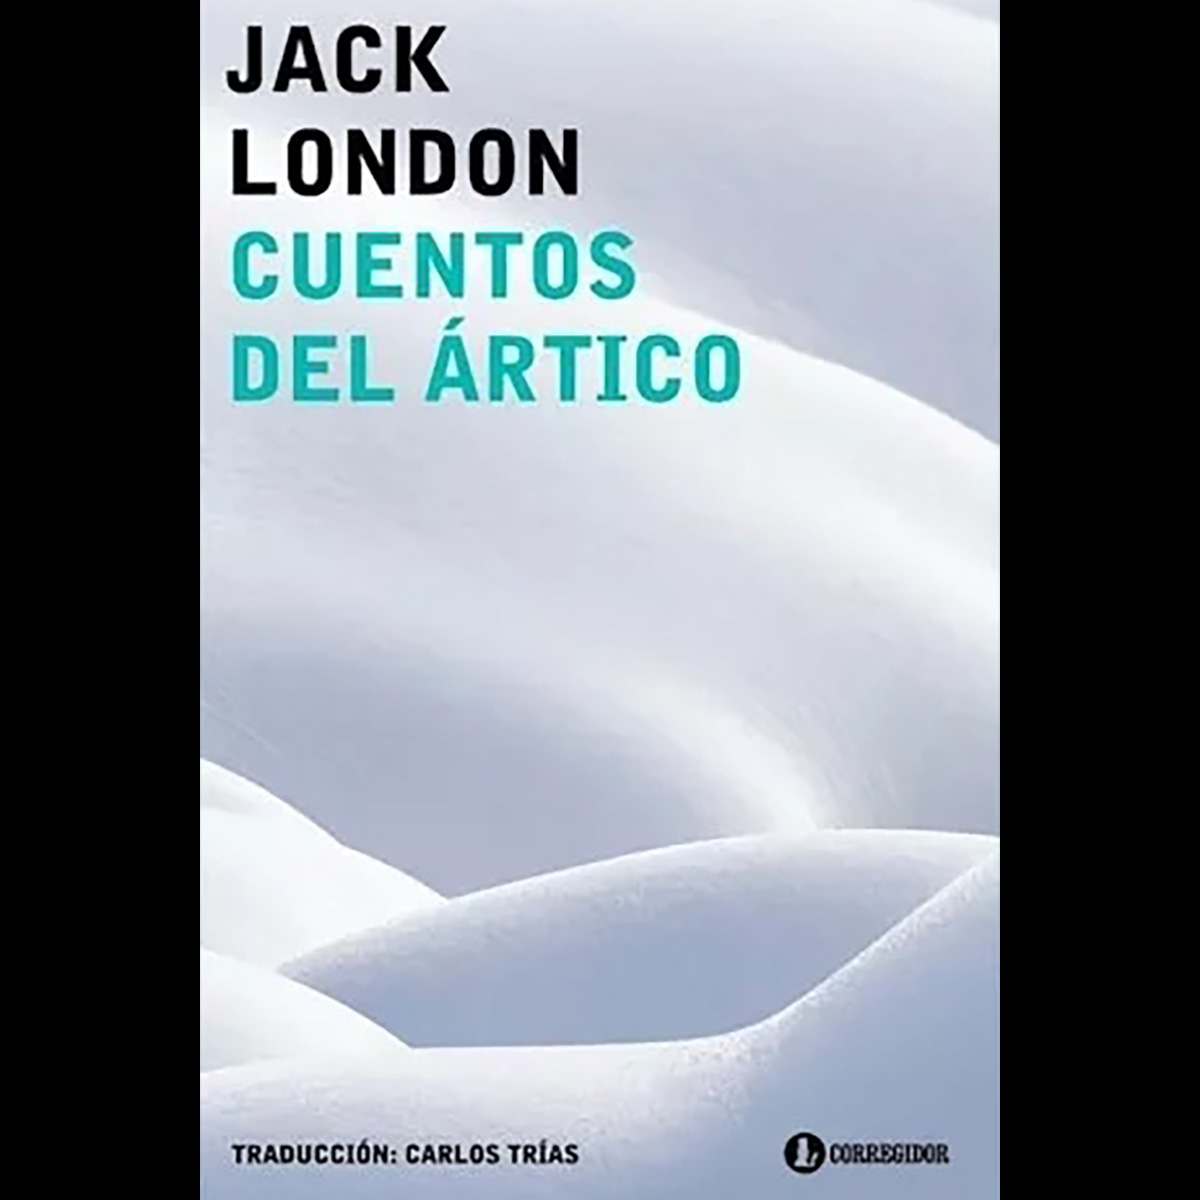 JACK
LONDON
CUENTOS
DEL ÁRTICO
TRADUCCIÓN: CARLOS TRÍAS
CORREGIDOR